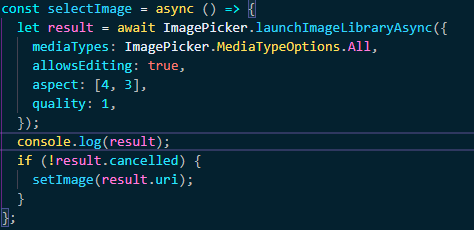 const selectImage = async () => {
  let result = await ImagePicker.launchImageLibraryAsync({
    mediaTypes: ImagePicker.MediaTypeOptions.All,
    allowsEditing: true,
    aspect: [4, 3],
    quality: 1,
  });
  console.log(result);
  if (!result.cancelled) {
    setImage(result.uri);
  }
};